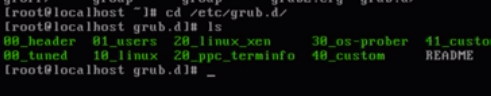 [root@localhost ~]# cd /etc/grub.d/
[root@localhost grub.d]# ls
00_header 01_users 20_linux_xen 30_os-prober 41_custo
00_tuned 10_linux 20_ppc_terminfo 40_custom README
[root@localhost grub.d]# _